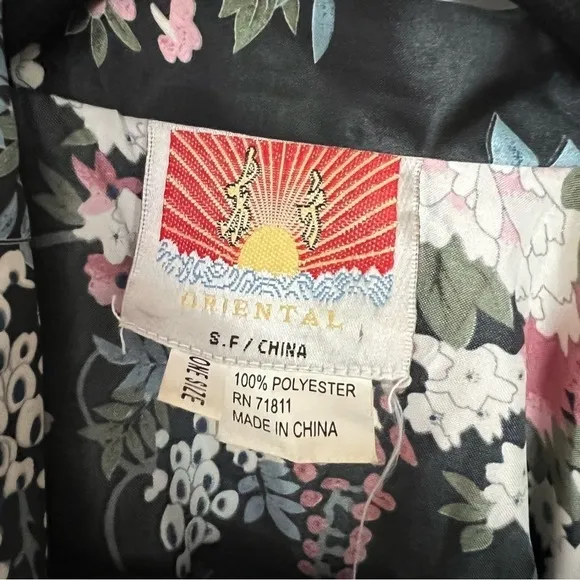 ORIENTAL
S.F/CHINA
ONE SIZE
100% POLYESTER
RN 71811
MADE IN CHINA